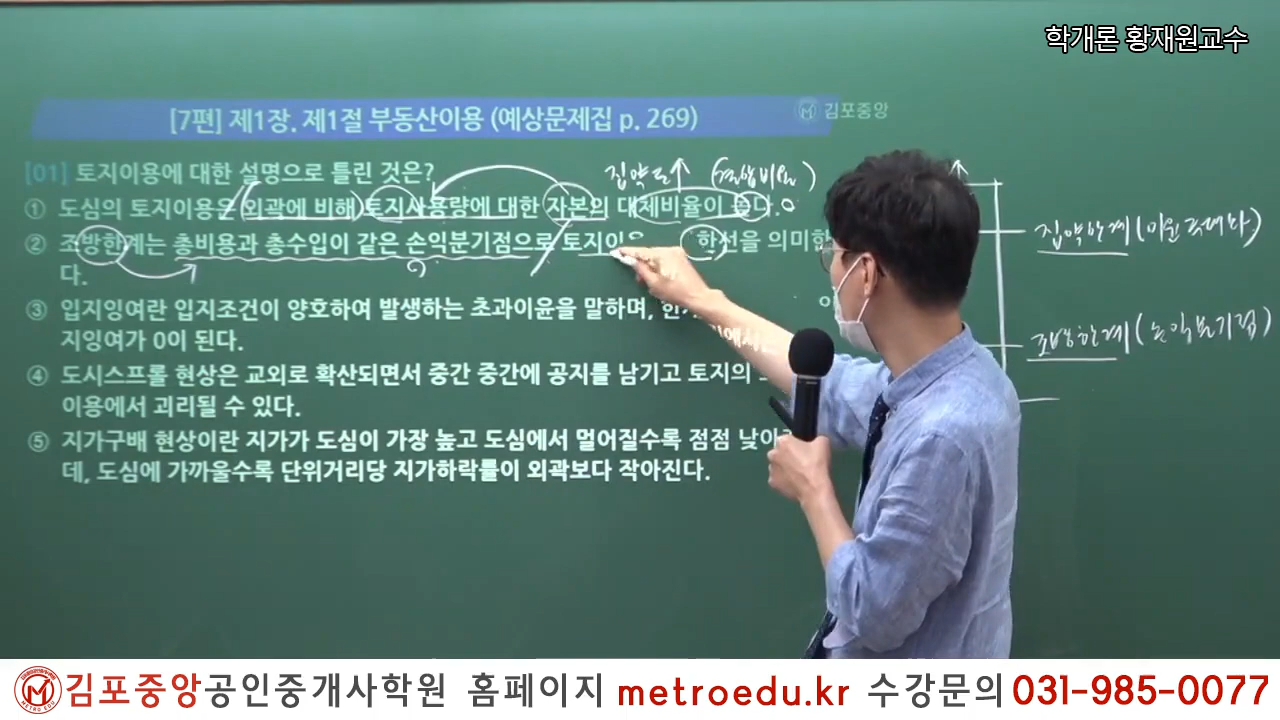 학개론 황재원교수
[7편] 제1장. 제1절 부동산이용 (예상문제집 p. 269)
김포중앙
[01] 토지이용에 대한 설명으로 틀린 것은?
집약도↑ (결합비율)
① 도심의 토지이용은 외곽에 비해 토지사용량에 대한 자본의 대체비율이 크다. o
② 조방한계는 총비용과 총수입이 같은 손익분기점으로 토지이용 한선을 의미한
다.
③ 입지잉여란 입지조건이 양호하여 발생하는 초과이윤을 말하며,
지잉여가 0이 된다.
④ 도시스프롤 현상은 교외로 확산되면서 중간 중간에 공지를 남기고 토지의
이용에서 괴리될 수 있다.
⑤ 지가구배 현상이란 지가가 도심이 가장 높고 도심에서 멀어질수록 점점 낮아
데, 도심에 가까울수록 단위거리당 지가하락률이 외곽보다 작아진다.
집약한계(이윤극대화)
조방한계(손익분기점)
김포중앙공인중개사학원 홈페이지 metroedu.kr 수강문의 031-985-0077
METRO EDU